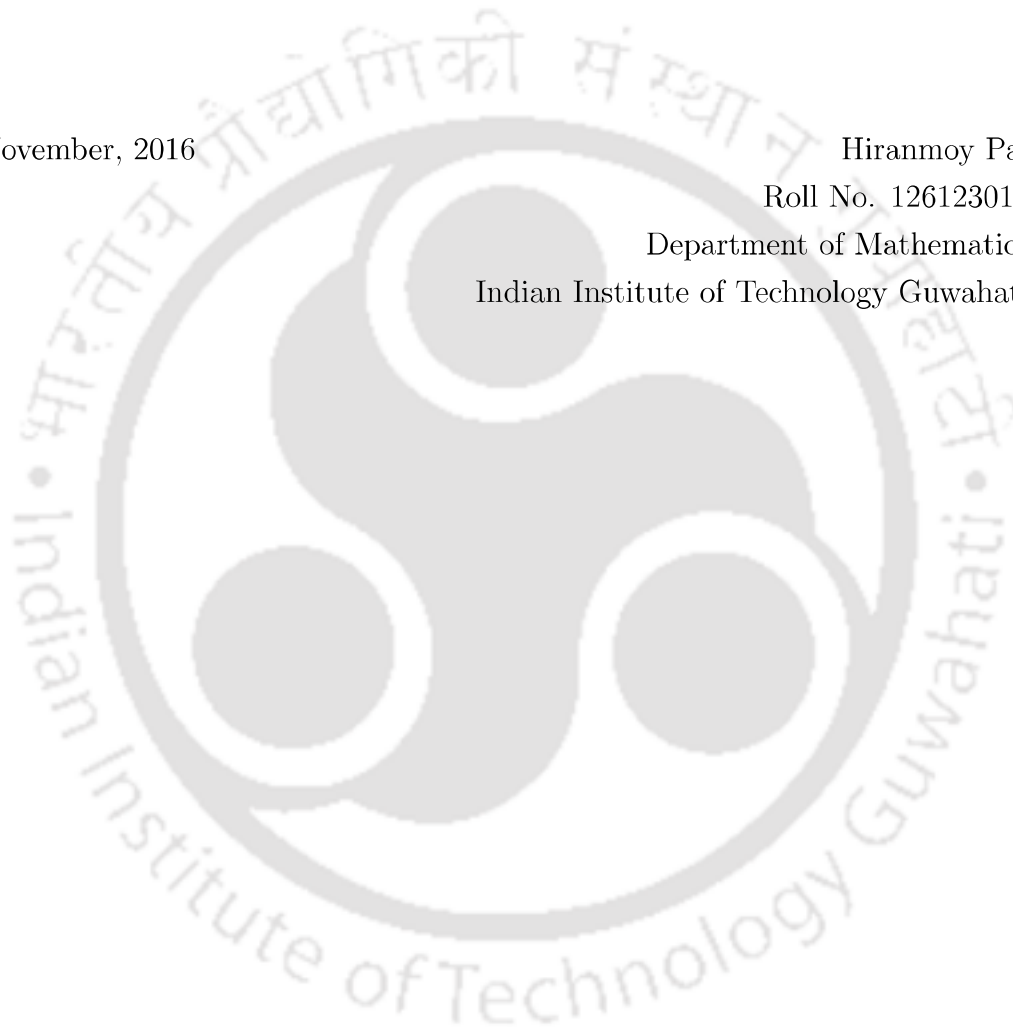 भारतीय प्रौद्योगिकी संस्थान गुवाहाटी
ovember, 2016
Hiranmoy Pa
Roll No. 12612301
Department of Mathematic
Indian Institute of Technology Guwahat
• Indian Institute of Technology Guwahati •